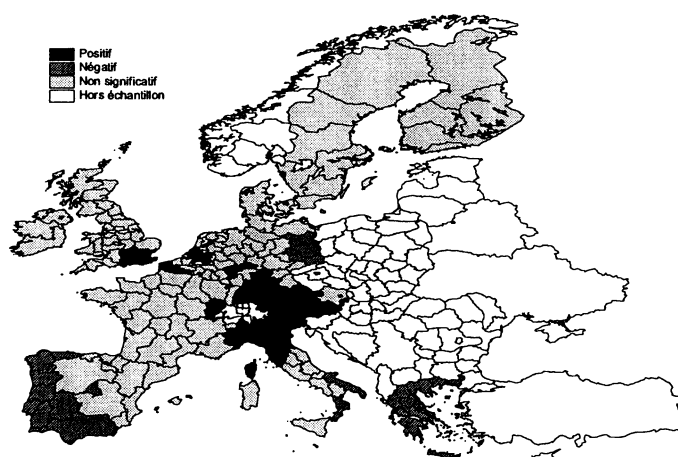 Positif
Négatif
Non significatif
Hors échantillon